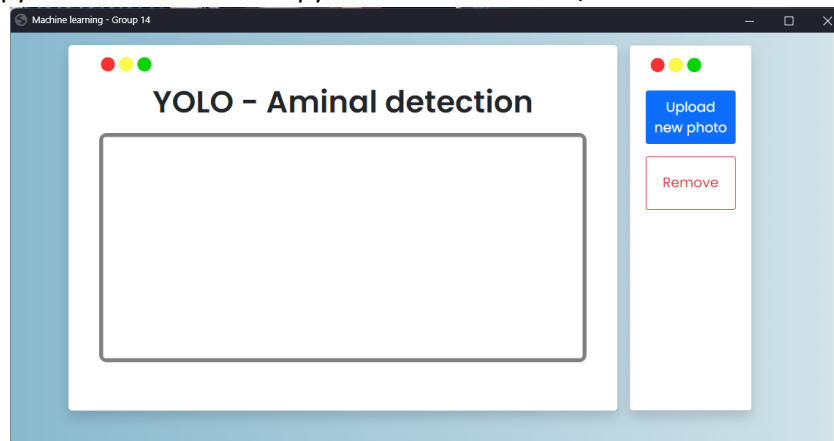 Machine learning - Group 14
YOLO - Aminal detection
Upload
new photo
Remove